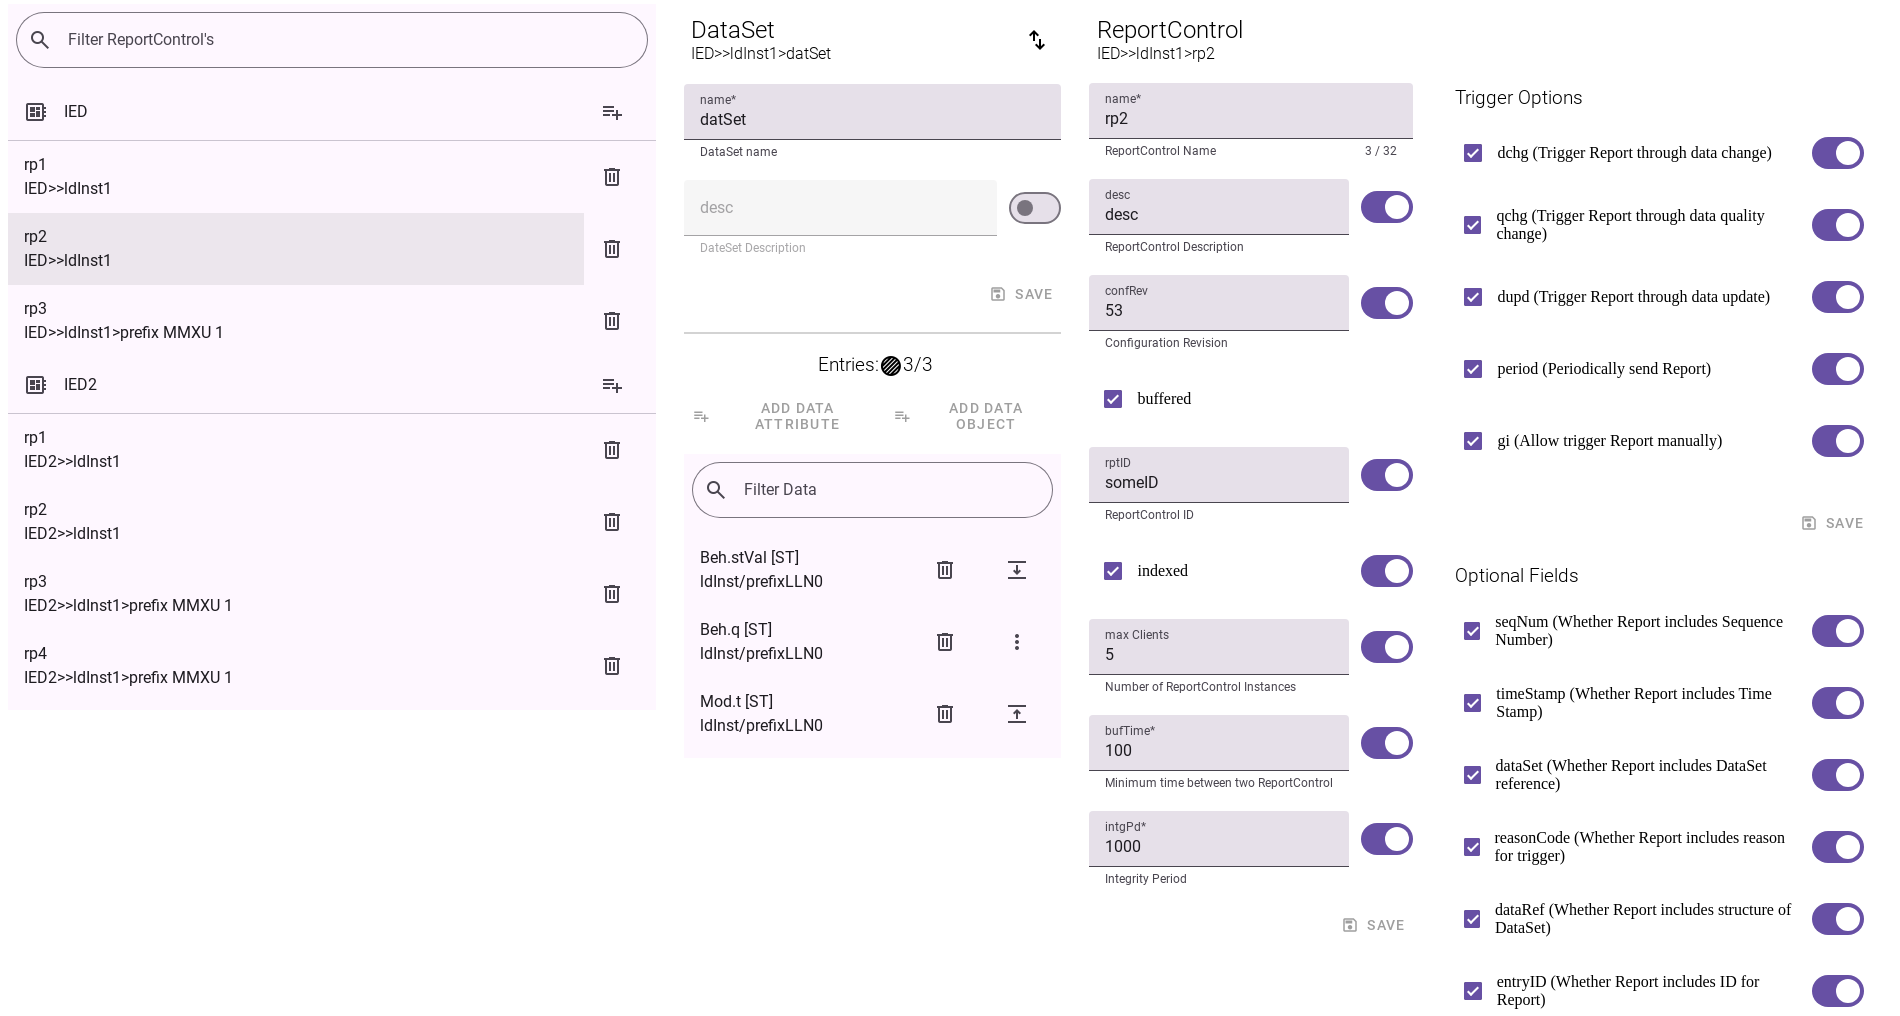 Filter ReportControl's
IED
rp1
IED>>ldInst1
rp2
IED>>ldInst1
rp3
IED>>ldInst1>prefix MMXU 1
IED2
rp1
IED2>>ldInst1
rp2
IED2>>ldInst1
rp3
IED2>>ldInst1>prefix MMXU 1
rp4
IED2>>ldInst1>prefix MMXU 1
DataSet
IED>>ldInst1>datSet
name*
datSet
DataSet name
desc
DateSet Description
SAVE
Entries: 3/3
ADD DATA
ATTRIBUTE
ADD DATA
OBJECT
Filter Data
Beh.stVal [ST]
ldInst/prefixLLN0
Beh.q [ST]
ldInst/prefixLLN0
Mod.t [ST]
ldInst/prefixLLN0
ReportControl
IED>>ldInst1>rp2
name*
rp2
ReportControl Name 3 / 32
desc
desc
ReportControl Description
confRev
53
Configuration Revision
buffered
rptID
someID
ReportControl ID
indexed
max Clients
5
Number of ReportControl Instances
bufTime*
100
Minimum time between two ReportControl
intgPd*
1000
Integrity Period
SAVE
Trigger Options
dchg (Trigger Report through data change)
qchg (Trigger Report through data quality
change)
dupd (Trigger Report through data update)
period (Periodically send Report)
gi (Allow trigger Report manually)
SAVE
Optional Fields
seqNum (Whether Report includes Sequence
Number)
timeStamp (Whether Report includes Time
Stamp)
dataSet (Whether Report includes DataSet
reference)
reasonCode (Whether Report includes reason
for trigger)
dataRef (Whether Report includes structure of
DataSet)
entryID (Whether Report includes ID for
Report)